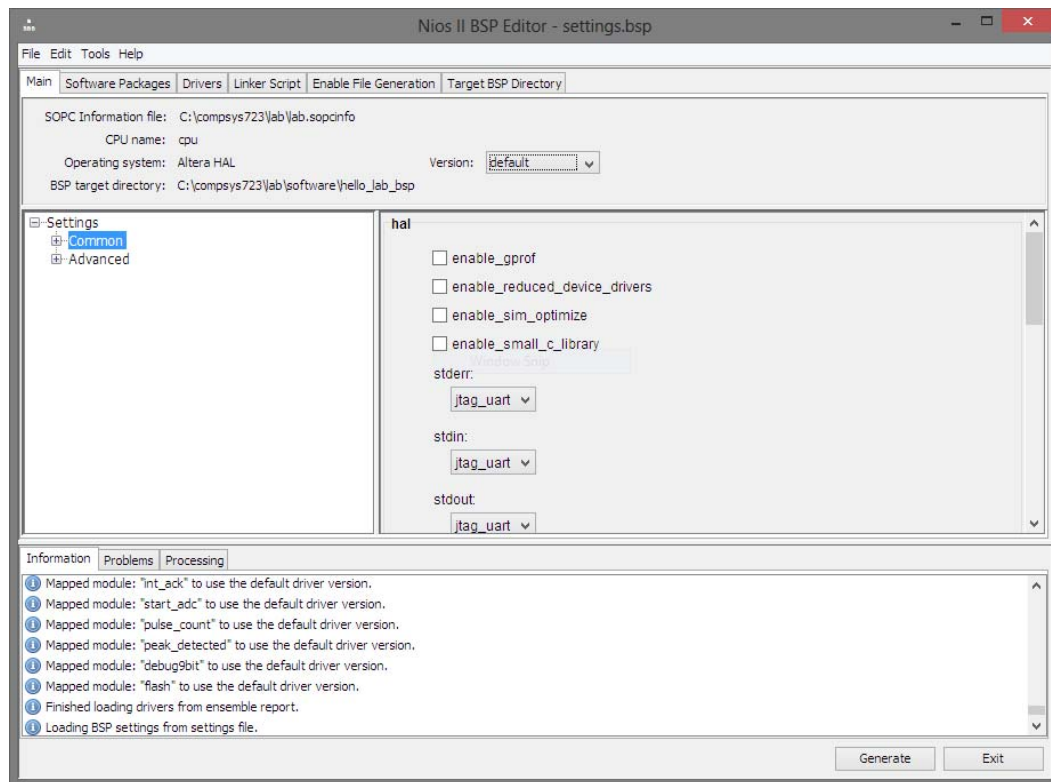 Nios II BSP Editor - settings.bsp
File Edit Tools Help
Main Software Packages Drivers Linker Script Enable File Generation Target BSP Directory
SOPC Information file: C:\compsys723\lab\lab.sopcinfo
CPU name: cpu
Operating system: Altera HAL Version: default
BSP target directory: C:\compsys723\lab\software\hello_lab_bsp
Settings
Common
Advanced
hal
enable_gprof
enable_reduced_device_drivers
enable_sim_optimize
enable_small_c_library
Window Snip
stderr:
jtag_uart
stdin:
jtag_uart
stdout:
jtag_uart
Information Problems Processing
Mapped module: "int_ack" to use the default driver version.
Mapped module: "start_adc" to use the default driver version.
Mapped module: "pulse_count" to use the default driver version.
Mapped module: "peak_detected" to use the default driver version.
Mapped module: "debug9bit" to use the default driver version.
Mapped module: "flash" to use the default driver version.
Finished loading drivers from ensemble report.
Loading BSP settings from settings file.
Generate Exit